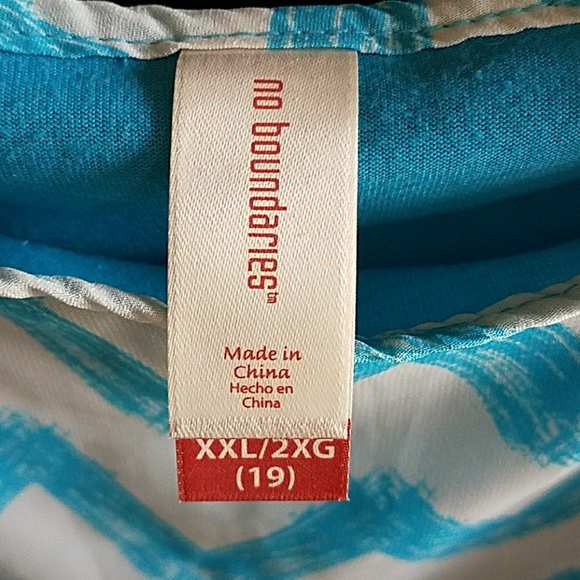 no boundaries™
Made in
China
Hecho en
China
XXL/2XG
(19)